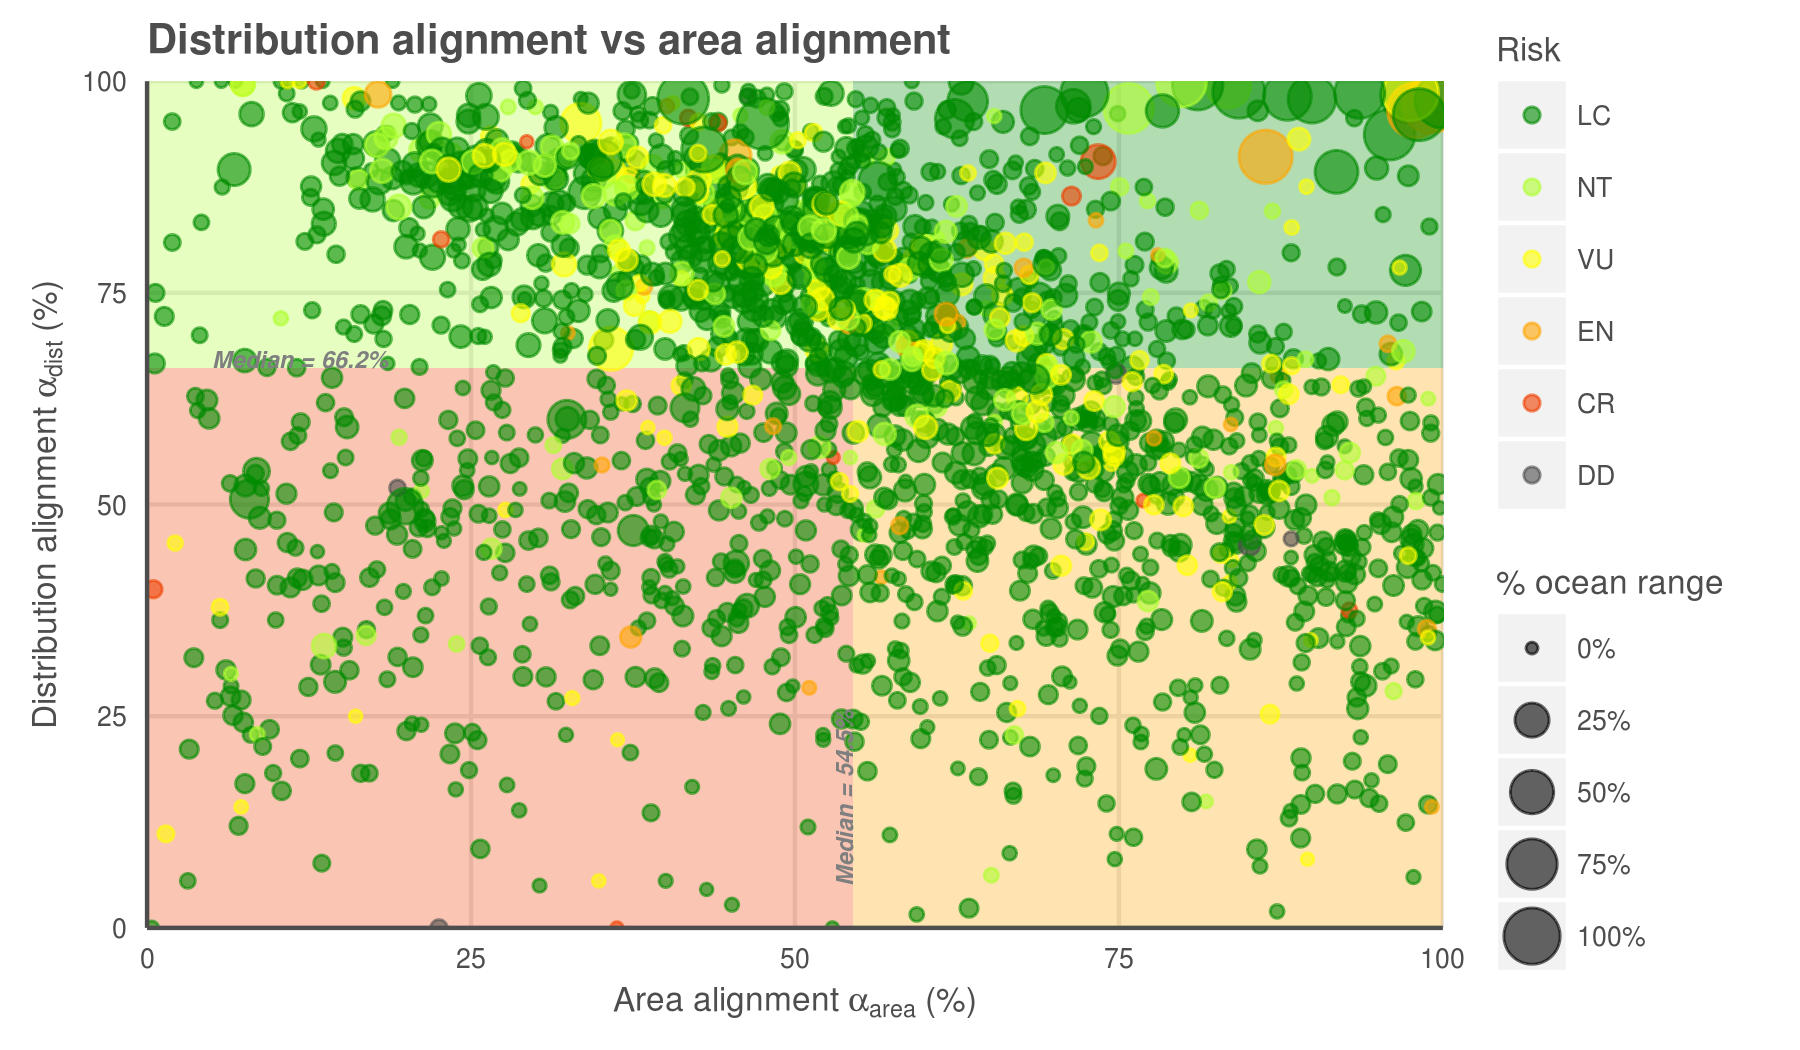 Distribution alignment vs area alignment
Distribution alignment αdist (%)
100
75
50
25
0
Median = 66.2%
Median = 54.5%
0 25 50 75 100
Area alignment αarea (%)
Risk
LC
NT
VU
EN
CR
DD
% ocean range
0%
25%
50%
75%
100%